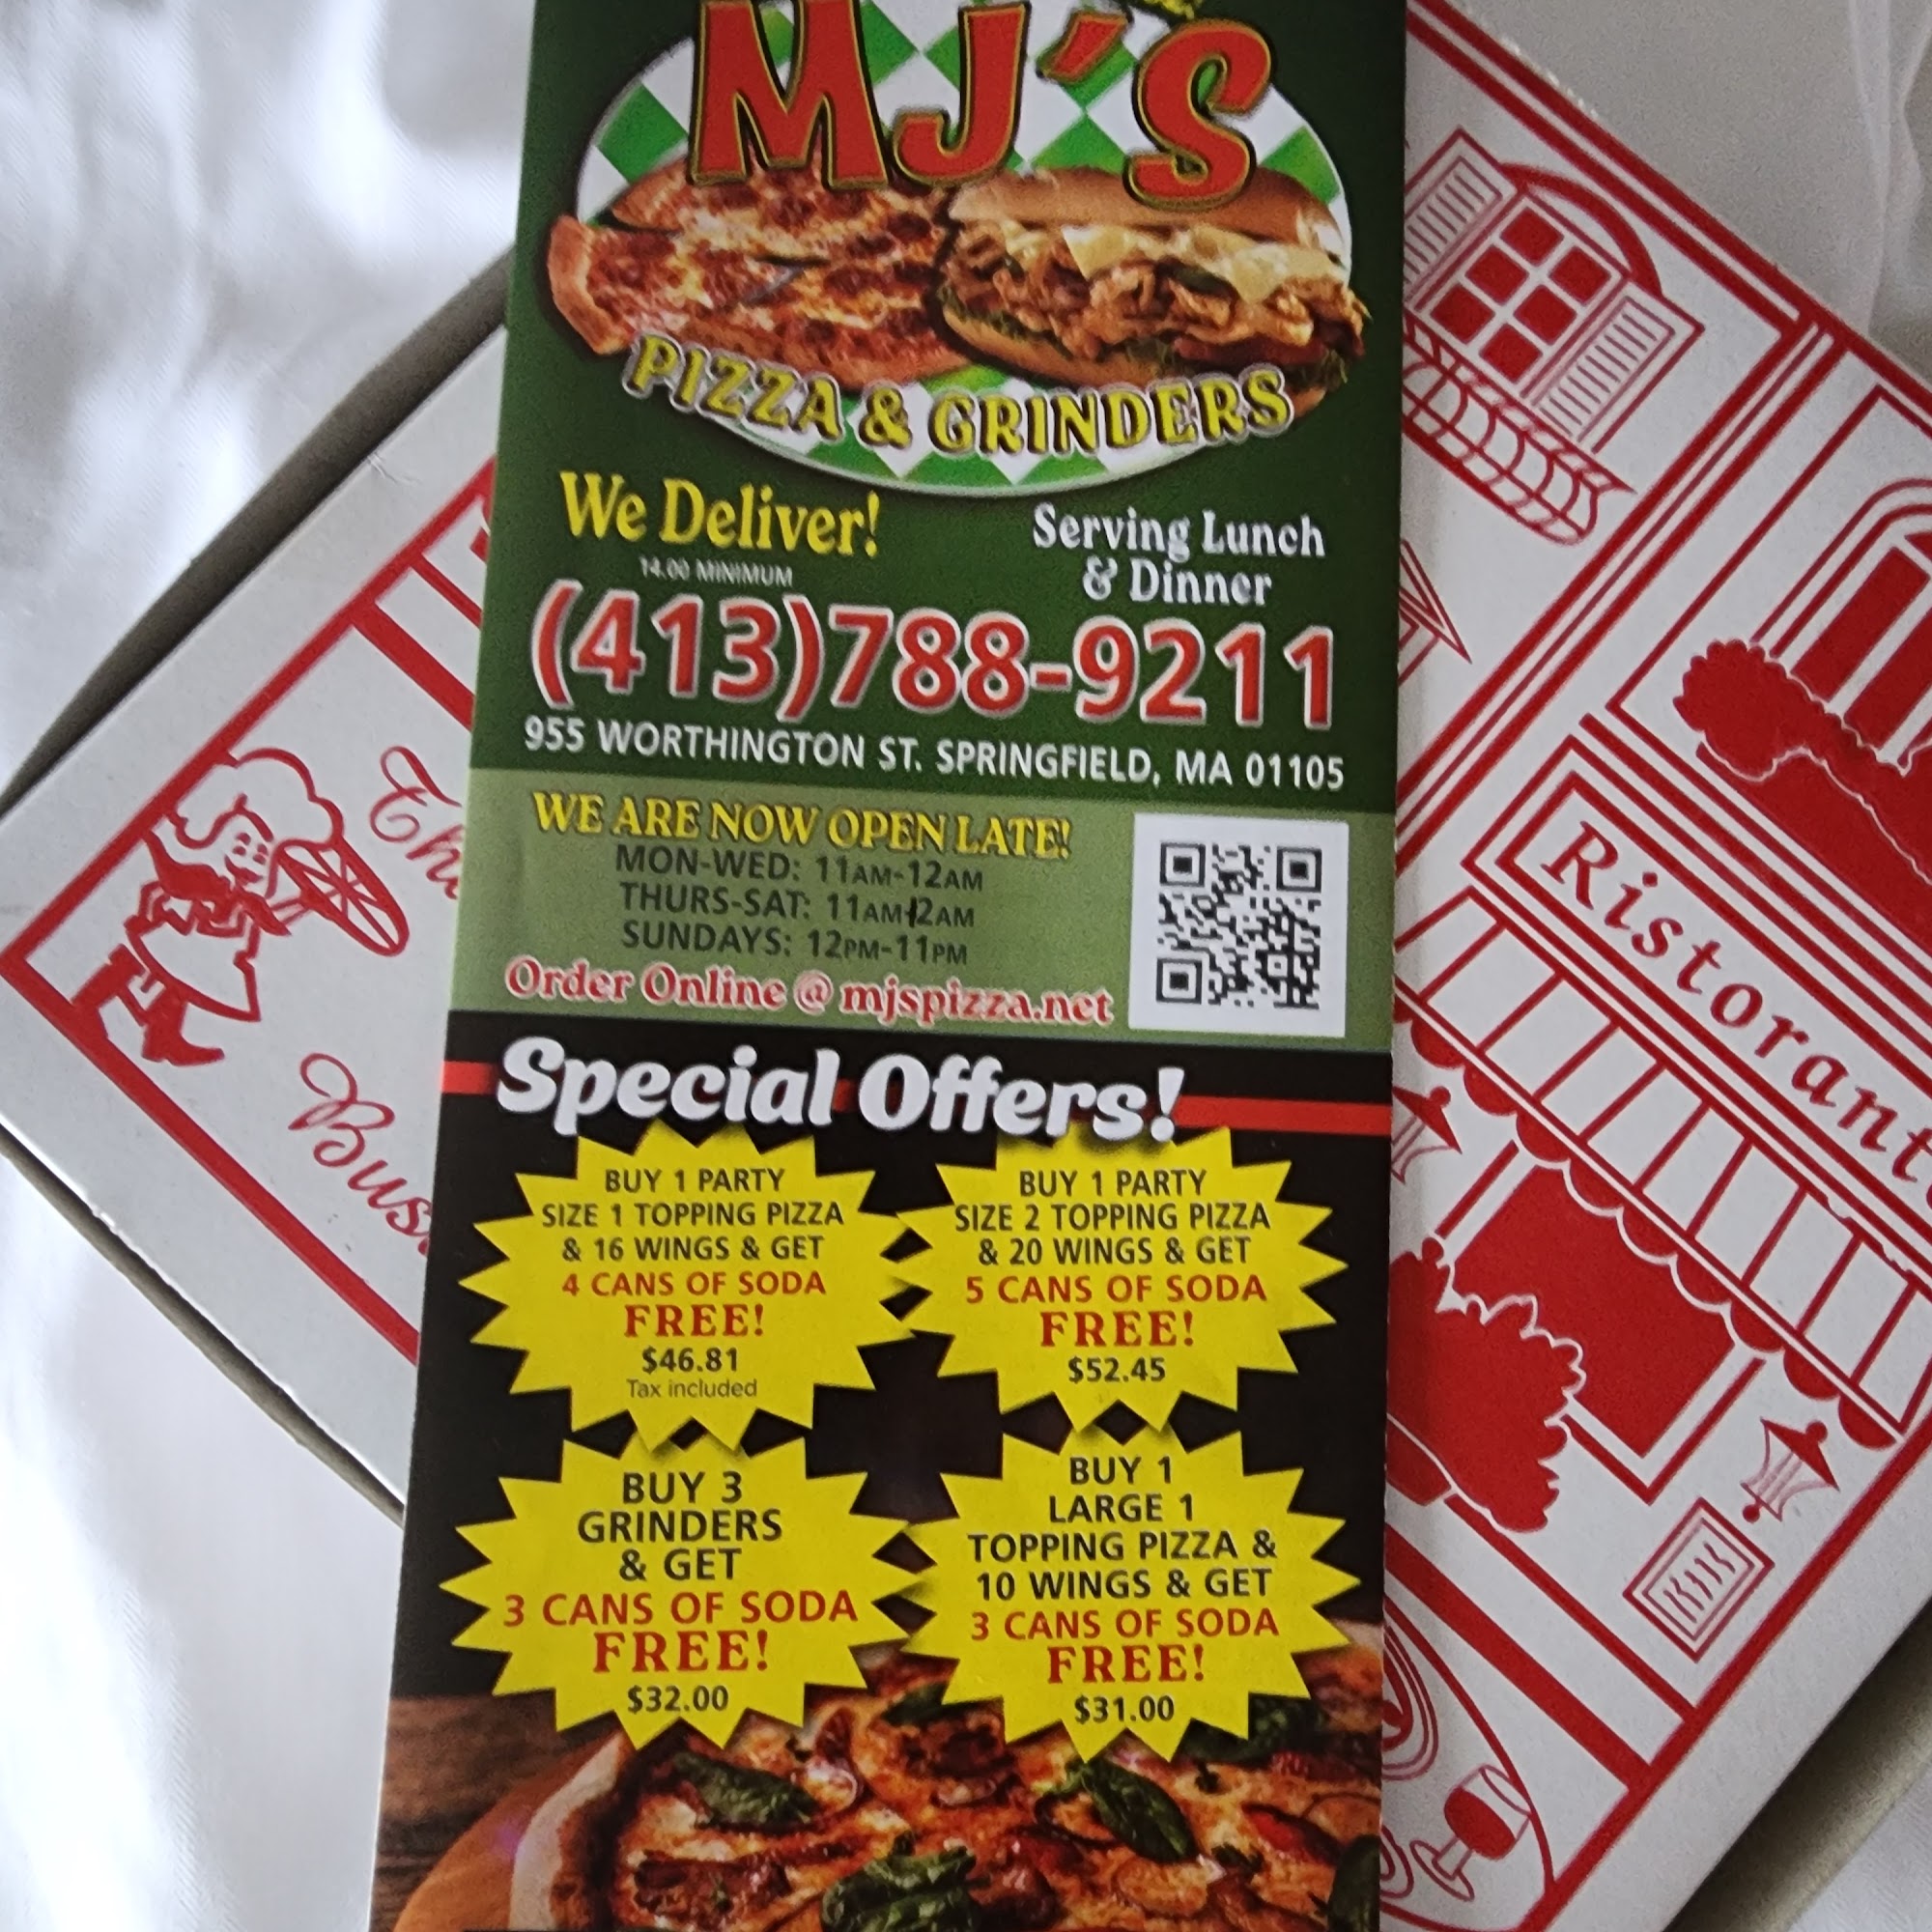 MJ'S
PIZZA & GRINDERS
We Deliver!
14.00 MINIMUM
Serving Lunch
& Dinner
(413)788-9211
955 WORTHINGTON ST. SPRINGFIELD, MA 01105
WE ARE NOW OPEN LATE!
MON-WED: 11AM-12AM
THURS-SAT: 11AM-12AM
SUNDAYS: 12PM-11PM
Order Online @ mjspizza.net
Special Offers!
BUY 1 PARTY
SIZE 1 TOPPING PIZZA
& 16 WINGS & GET
4 CANS OF SODA
FREE!
$46.81
Tax included
BUY 1 PARTY
SIZE 2 TOPPING PIZZA
& 20 WINGS & GET
5 CANS OF SODA
FREE!
$52.45
BUY 3
GRINDERS
& GET
3 CANS OF SODA
FREE!
$32.00
BUY 1
LARGE 1
TOPPING PIZZA &
10 WINGS & GET
3 CANS OF SODA
FREE!
$31.00
The
Bus
Ristorant